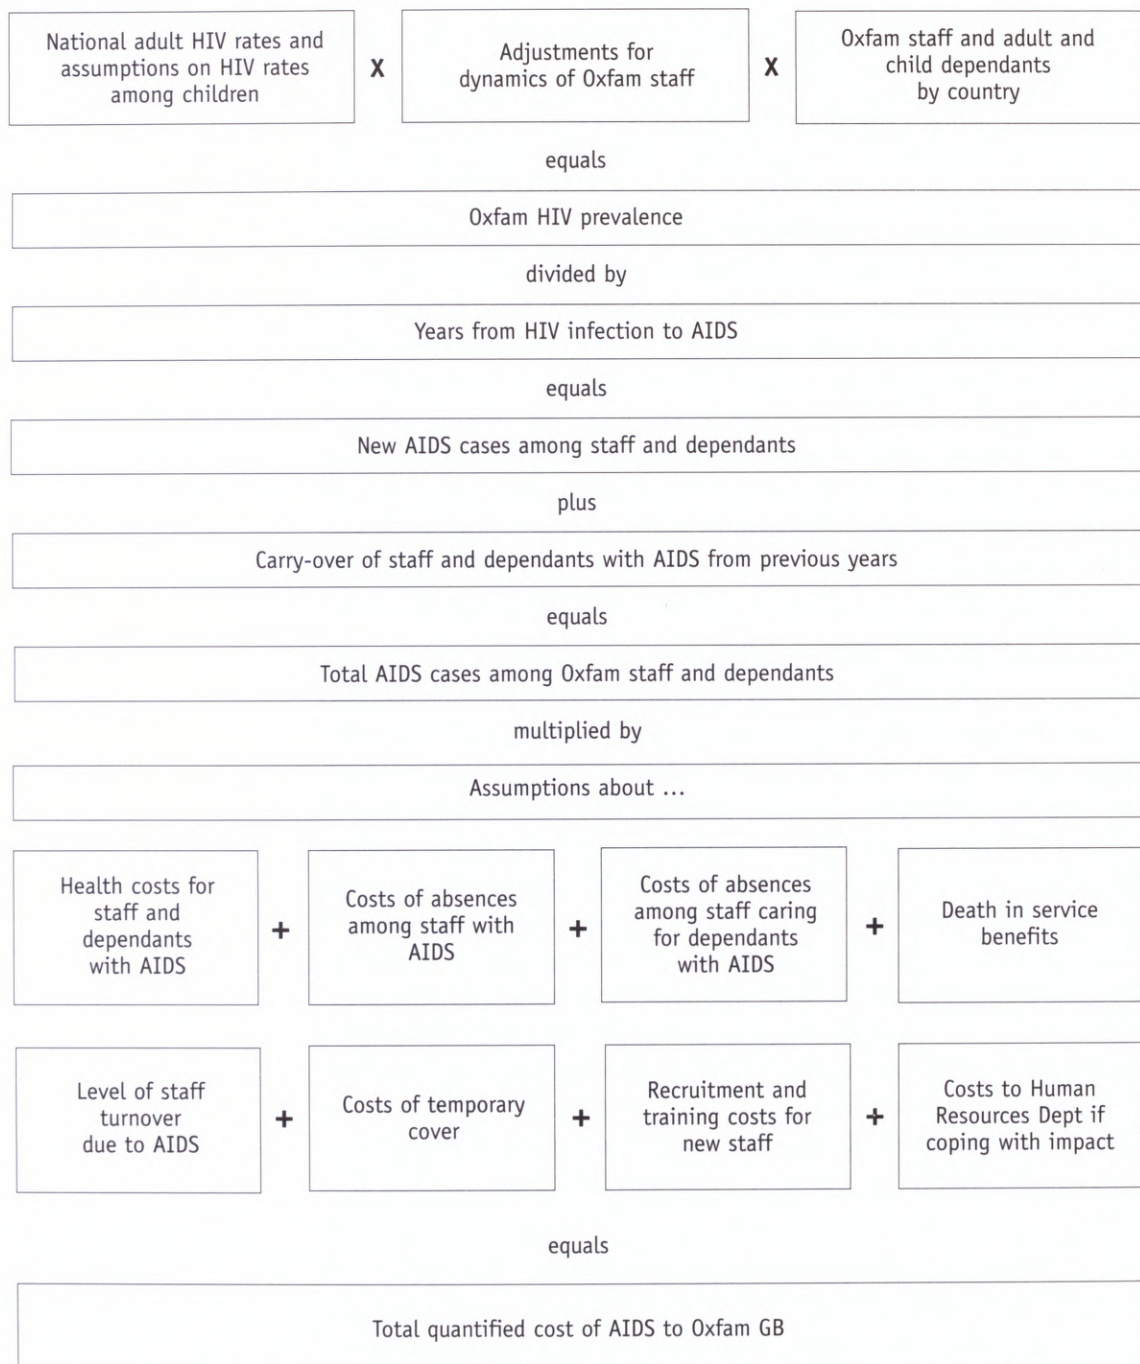 National adult HIV rates and
assumptions on HIV rates
among children
X
Adjustments for
dynamics of Oxfam staff
X
Oxfam staff and adult and
child dependants
by country
equals
Oxfam HIV prevalence
divided by
Years from HIV infection to AIDS
equals
New AIDS cases among staff and dependants
plus
Carry-over of staff and dependants with AIDS from previous years
equals
Total AIDS cases among Oxfam staff and dependants
multiplied by
Assumptions about ...
Health costs for
staff and
dependants
with AIDS
+
Costs of absences
among staff with
AIDS
+
Costs of absences
among staff caring
for dependants
with AIDS
+
Death in service
benefits
Level of staff
turnover
due to AIDS
+
Costs of temporary
cover
+
Recruitment and
training costs for
new staff
+
Costs to Human
Resources Dept if
coping with impact
equals
Total quantified cost of AIDS to Oxfam GB